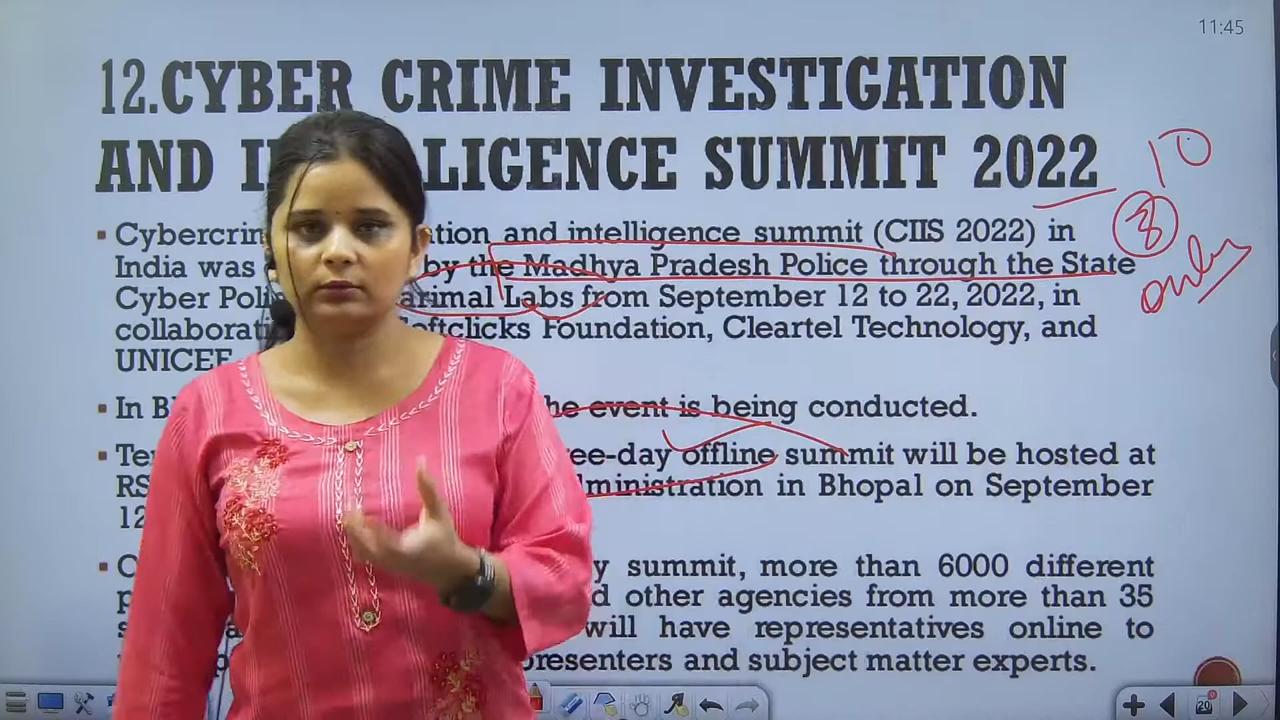 11:45
12.CYBER CRIME INVESTIGATION
AND INTELLIGENCE SUMMIT 2022
10
3
only
▪ Cybercrim tion and intelligence summit (CIIS 2022) in
India was by the Madhya Pradesh Police through the State
Cyber Poli arimal Labs from September 12 to 22, 2022, in
collaborati oftclicks Foundation, Cleartel Technology, and
UNICEF
▪ In B he event is being conducted.
▪ Te ee-day offline summit will be hosted at
RS dministration in Bhopal on September
12
▪ y summit, more than 6000 different
p d other agencies from more than 35
s will have representatives online to
presenters and subject matter experts.
20